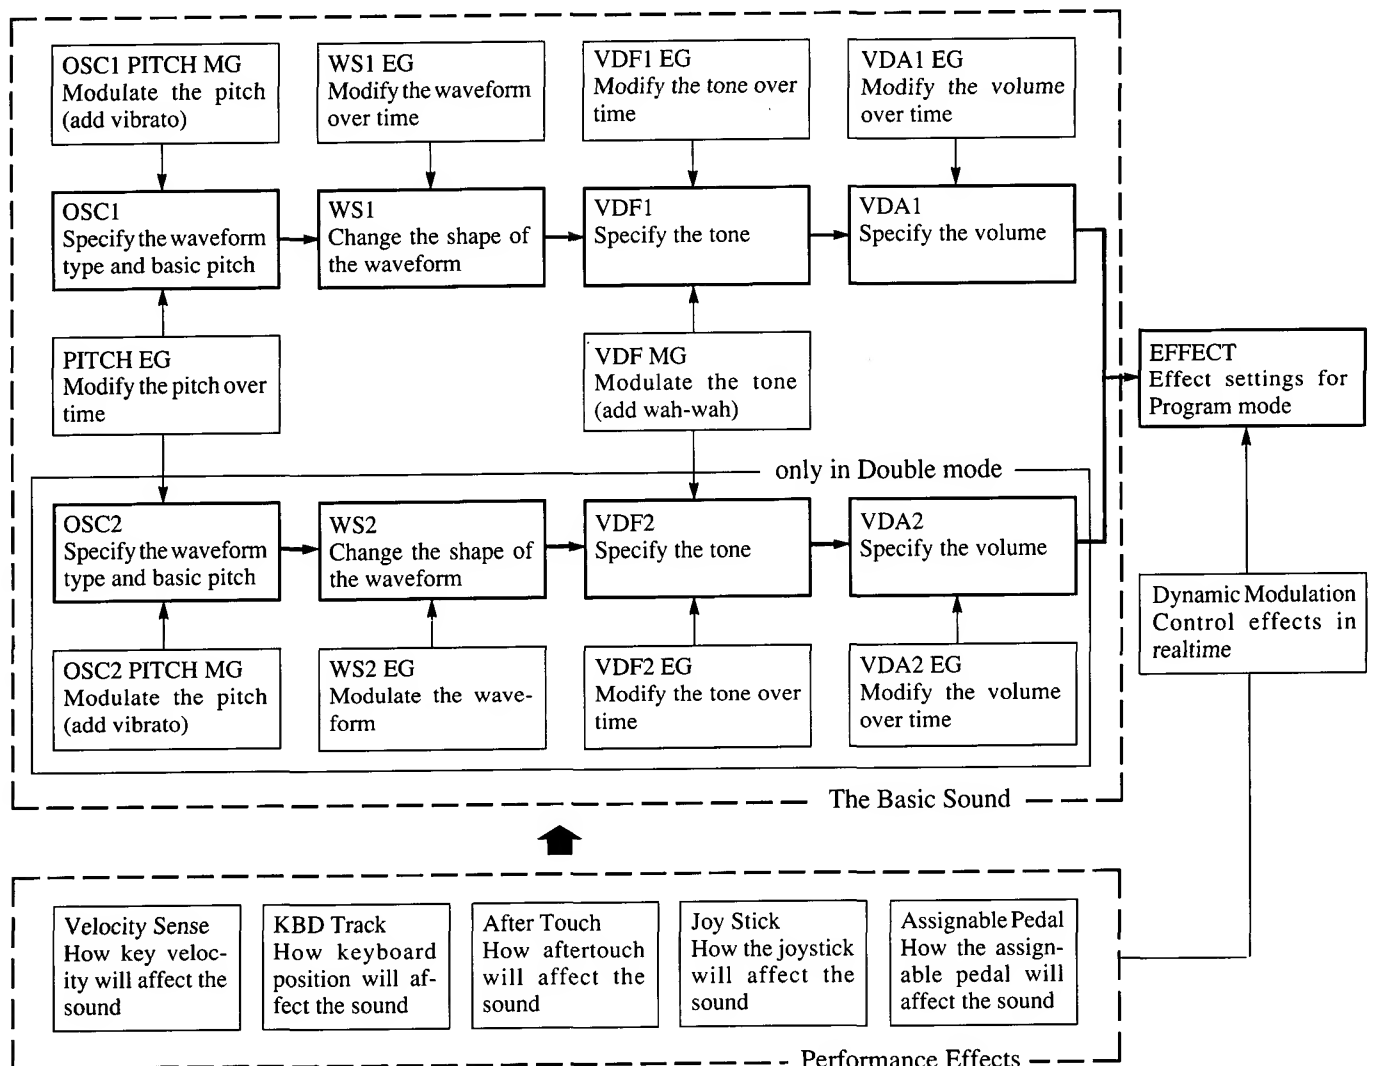 OSC1 PITCH MG
Modulate the pitch
(add vibrato)
WS1 EG
Modify the waveform
over time
VDF1 EG
Modify the tone over
time
VDA1 EG
Modify the volume
over time
OSC1
Specify the waveform
type and basic pitch
WS1
Change the shape of
the waveform
VDF1
Specify the tone
VDA1
Specify the volume
PITCH EG
Modify the pitch over
time
VDF MG
Modulate the tone
(add wah-wah)
EFFECT
Effect settings for
Program mode
only in Double mode
OSC2
Specify the waveform
type and basic pitch
WS2
Change the shape of
the waveform
VDF2
Specify the tone
VDA2
Specify the volume
Dynamic Modulation
Control effects in
realtime
OSC2 PITCH MG
Modulate the pitch
(add vibrato)
WS2 EG
Modulate the wave-
form
VDF2 EG
Modify the tone over
time
VDA2 EG
Modify the volume
over time
The Basic Sound
Velocity Sense
How key veloc-
ity will affect the
sound
KBD Track
How keyboard
position will af-
fect the sound
After Touch
How aftertouch
will affect the
sound
Joy Stick
How the joystick
will affect the
sound
Assignable Pedal
How the assign-
able pedal will
affect the sound
Performance Effects